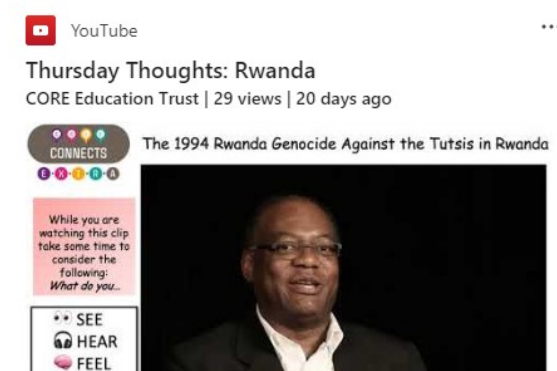 YouTube
Thursday Thoughts: Rwanda
CORE Education Trust | 29 views | 20 days ago
CORE
CONNECTS
E-X-T-R-A
The 1994 Rwanda Genocide Against the Tutsis in Rwanda
While you are
watching this clip
take some time to
consider the
following:
What do you...
SEE
HEAR
FEEL